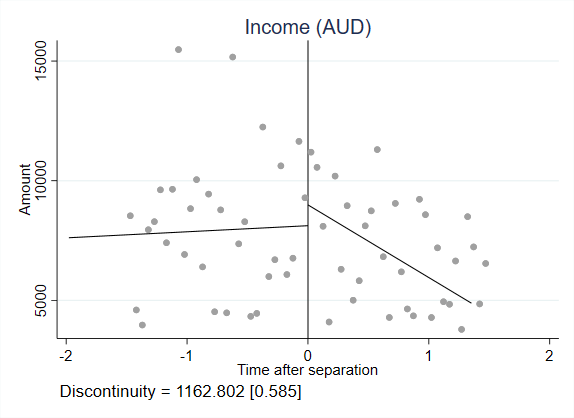 Income (AUD)
15000
10000
5000
Amount
-2 -1 0 1 2
Time after separation
Discontinuity = 1162.802 [0.585]